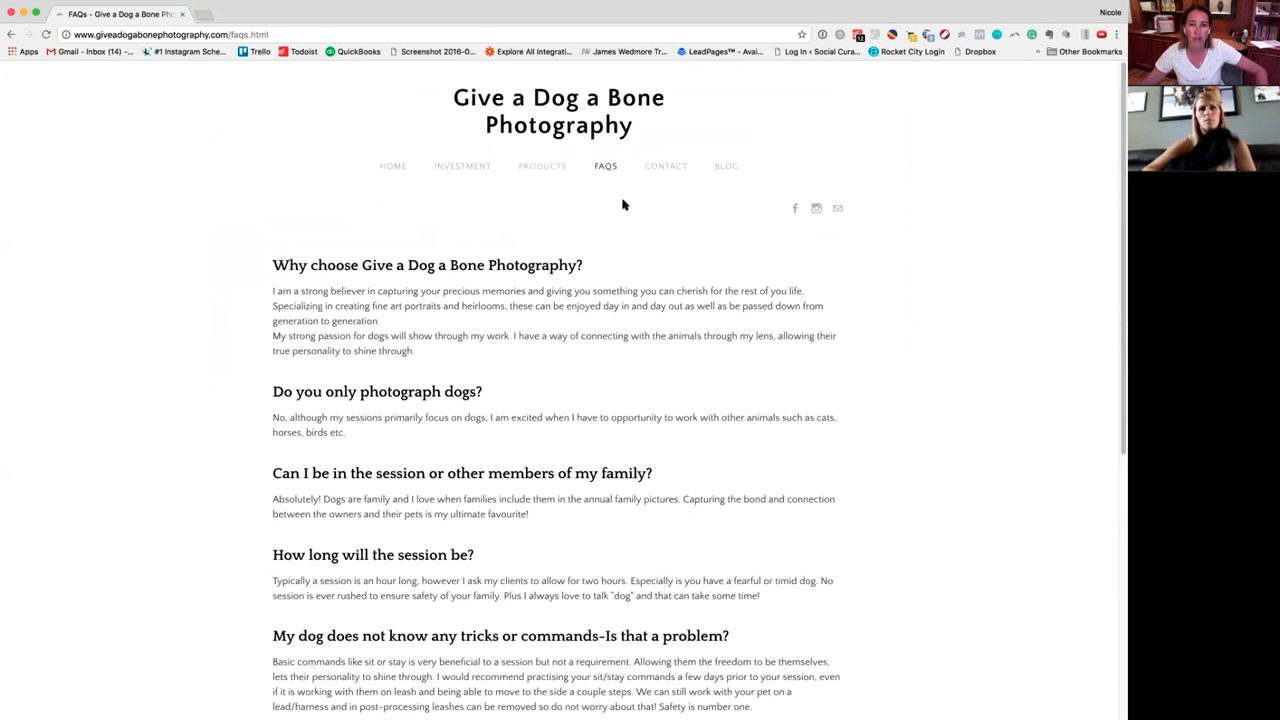 FAQs - Give a Dog a Bone Pho
Nicole
www.giveadogabonephotography.com/faqs.html
Apps Gmail - Inbox (14) -... #1 Instagram Sche... Trello Todoist QuickBooks Screenshot 2016-0... Explore All Integrati... James Wedmore Tr... LeadPages™ - Avai... Log In ‹ Social Cura... Rocket City Login Dropbox » Other Bookmarks
Give a Dog a Bone
Photography
HOME INVESTMENT PRODUCTS FAQS CONTACT BLOG
Why choose Give a Dog a Bone Photography?
I am a strong believer in capturing your precious memories and giving you something you can cherish for the rest of you life.
Specializing in creating fine art portraits and heirlooms, these can be enjoyed day in and day out as well as be passed down from
generation to generation.
My strong passion for dogs will show through my work. I have a way of connecting with the animals through my lens, allowing their
true personality to shine through.
Do you only photograph dogs?
No, although my sessions primarily focus on dogs, I am excited when I have to opportunity to work with other animals such as cats,
horses, birds etc.
Can I be in the session or other members of my family?
Absolutely! Dogs are family and I love when families include them in the annual family pictures. Capturing the bond and connection
between the owners and their pets is my ultimate favourite!
How long will the session be?
Typically a session is an hour long, however I ask my clients to allow for two hours. Especially is you have a fearful or timid dog. No
session is ever rushed to ensure safety of your family. Plus I always love to talk "dog" and that can take some time!
My dog does not know any tricks or commands-Is that a problem?
Basic commands like sit or stay is very beneficial to a session but not a requirement. Allowing them the freedom to be themselves,
lets their personality to shine through. I would recommend practising your sit/stay commands a few days prior to your session, even
if it is working with them on leash and being able to move to the side a couple steps. We can still work with your pet on a
lead/harness and in post-processing leashes can be removed so do not worry about that! Safety is number one.